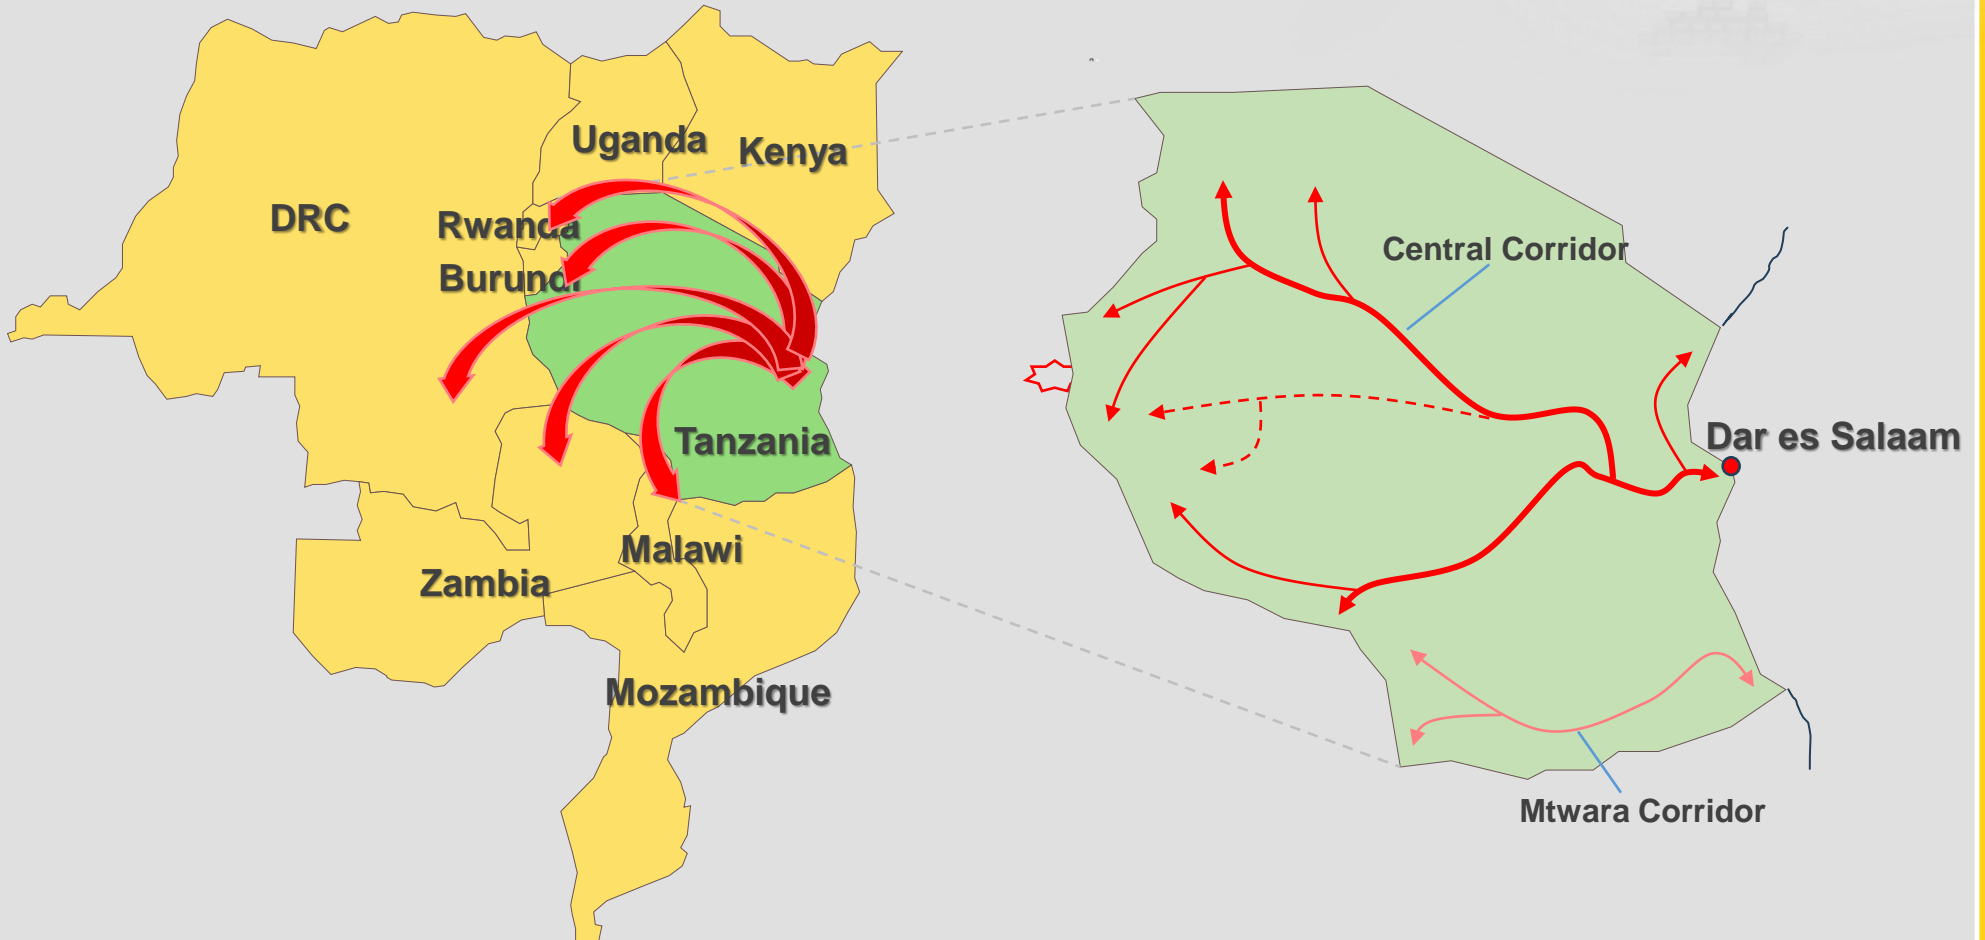 Uganda
Kenya
DRC
Rwanda
Burundi
Tanzania
Malawi
Zambia
Mozambique
Central Corridor
Dar es Salaam
Mtwara Corridor